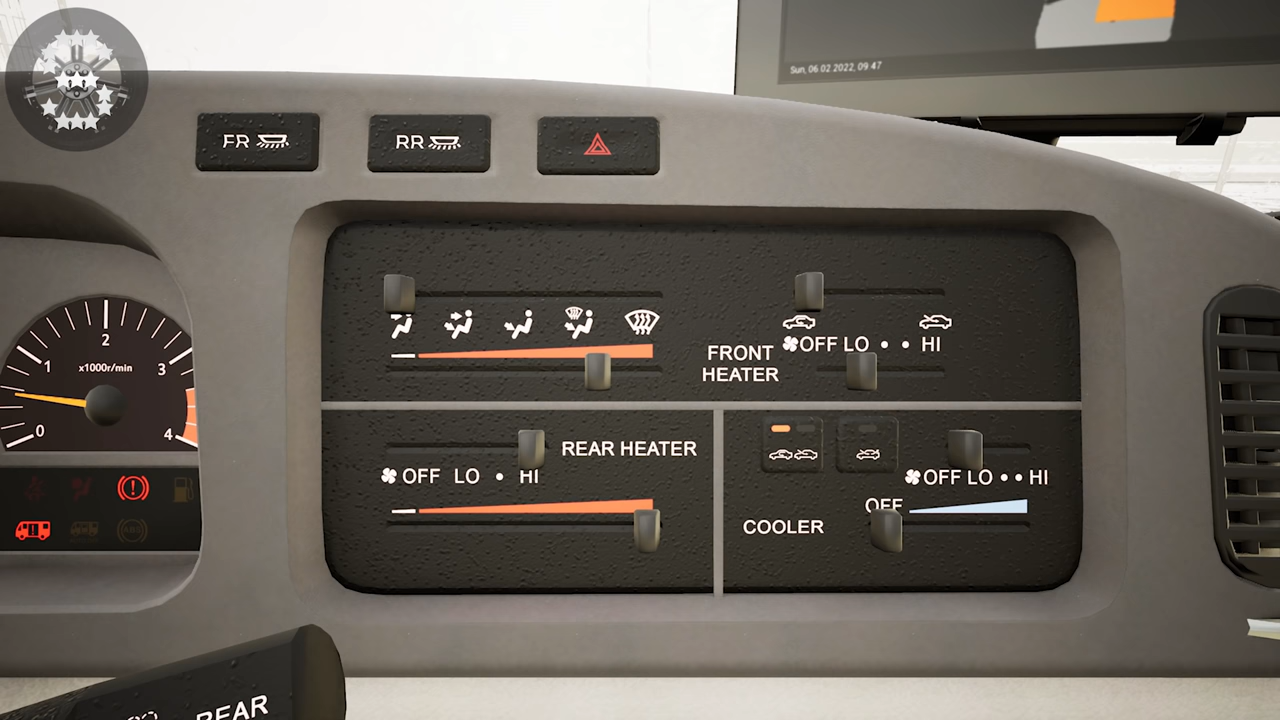 Sun, 06 02 2022, 09 47
FR
RR
2
1 x1000r/min 3
0 4
FRONT
HEATER
OFF LO • • HI
REAR HEATER
OFF LO • HI
OFF LO • • HI
OFF
COOLER
ABS
REAR